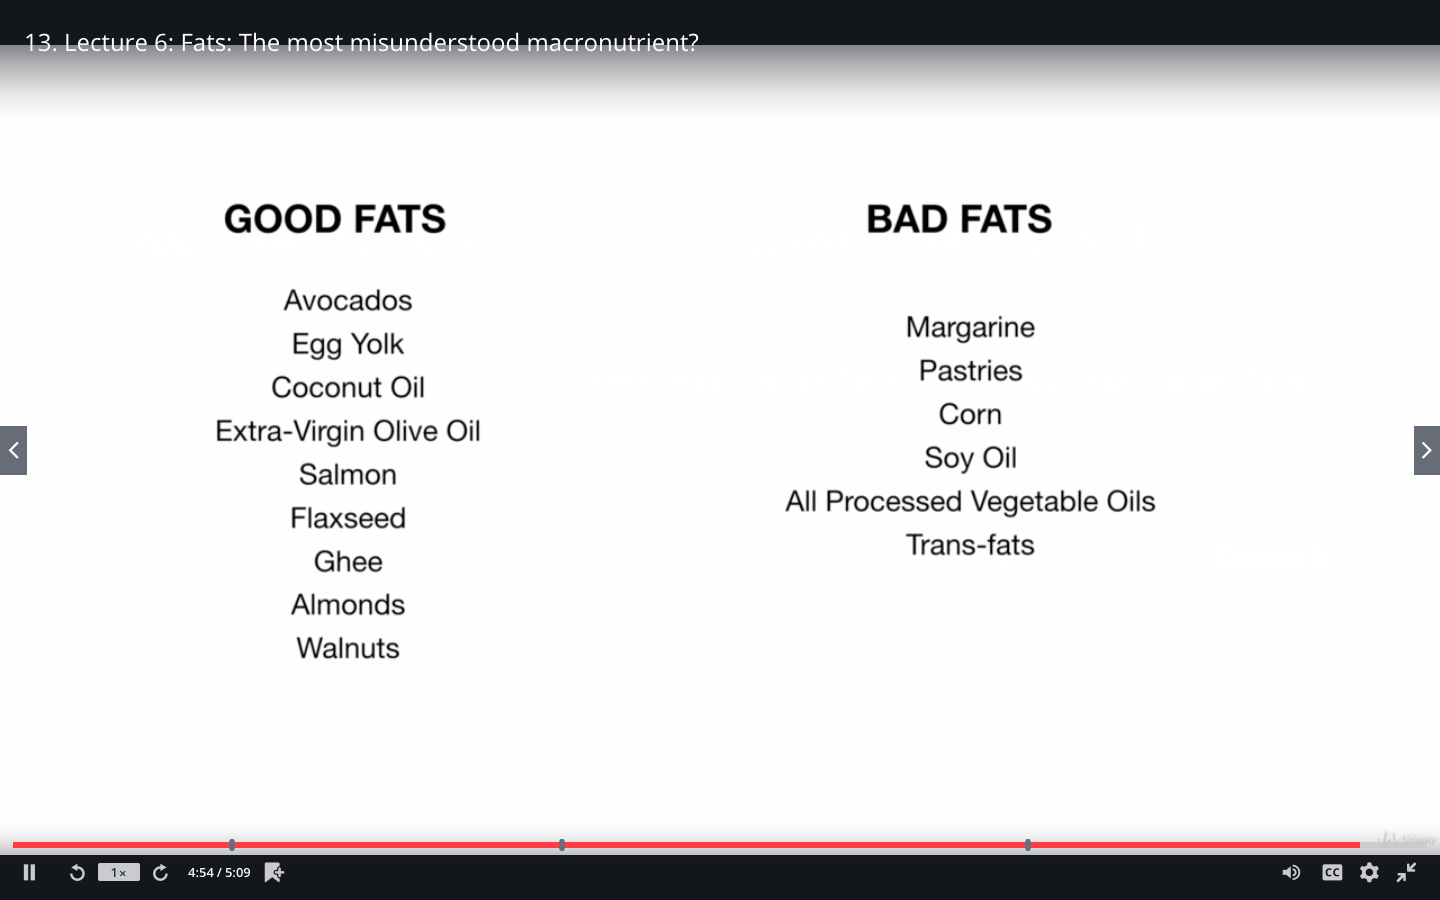 13. Lecture 6: Fats: The most misunderstood macronutrient?
GOOD FATS
Avocados
Egg Yolk
Coconut Oil
Extra-Virgin Olive Oil
Salmon
Flaxseed
Ghee
Almonds
Walnuts
BAD FATS
Margarine
Pastries
Corn
Soy Oil
All Processed Vegetable Oils
Trans-fats
1×
4:54 / 5:09
CC